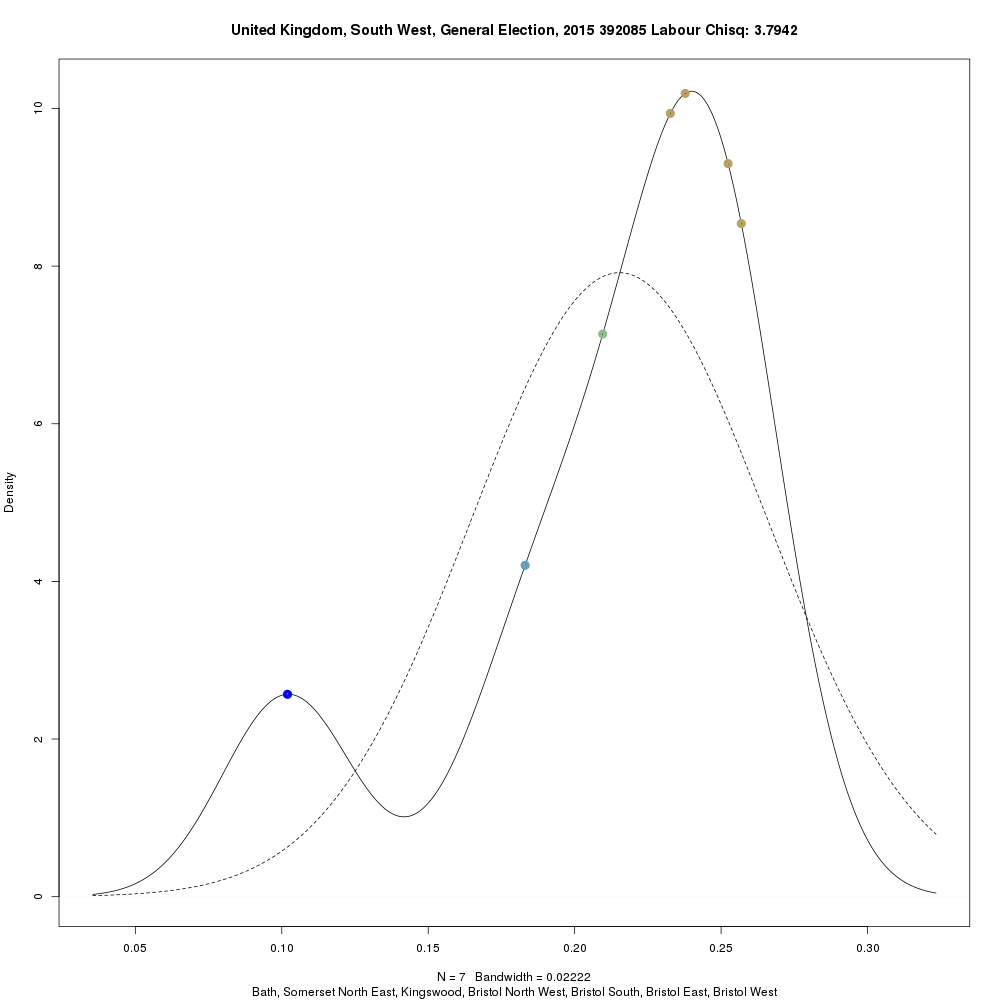 United Kingdom, South West, General Election, 2015 392085 Labour Chisq: 3.7942
10
8
6
4
2
0
Density
0.05 0.10 0.15 0.20 0.25 0.30
N = 7 Bandwidth = 0.02222
Bath, Somerset North East, Kingswood, Bristol North West, Bristol South, Bristol East, Bristol West